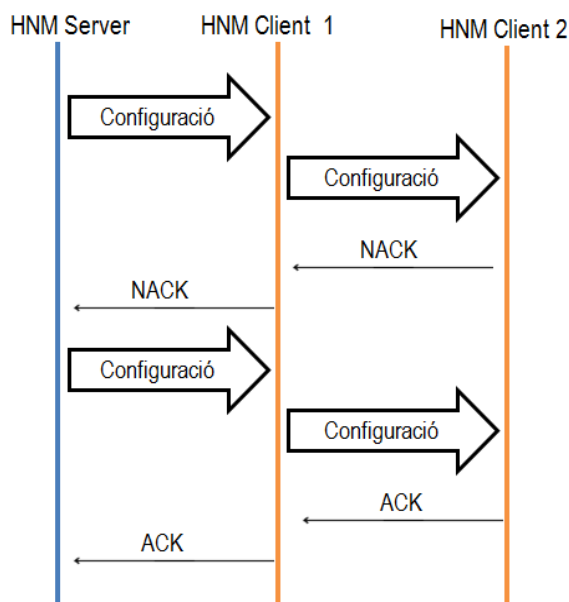 HNM Server
HNM Client 1
HNM Client 2
Configuració
Configuració
NACK
NACK
Configuració
Configuració
ACK
ACK